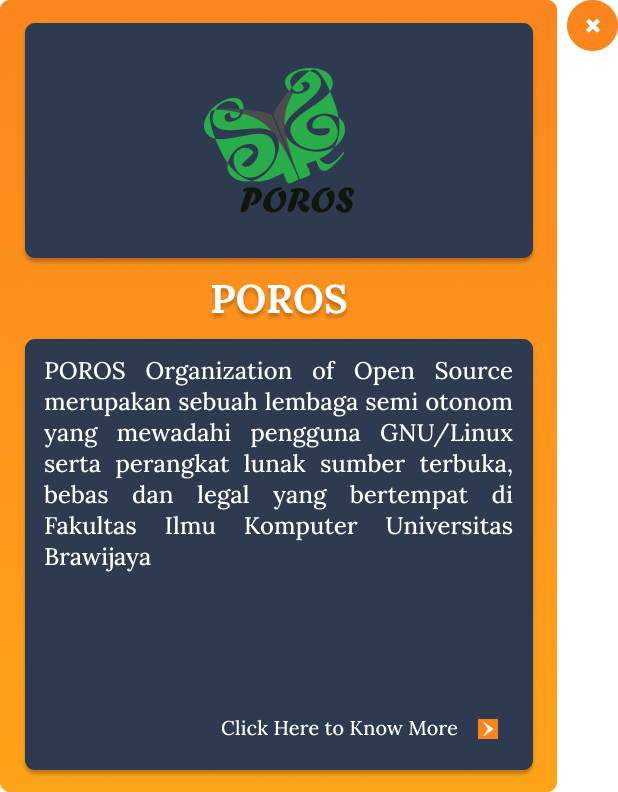 POROS
POROS
POROS Organization of Open Source
merupakan sebuah lembaga semi otonom
yang mewadahi pengguna GNU/Linux
serta perangkat lunak sumber terbuka,
bebas dan legal yang bertempat di
Fakultas Ilmu Komputer Universitas
Brawijaya
Click Here to Know More